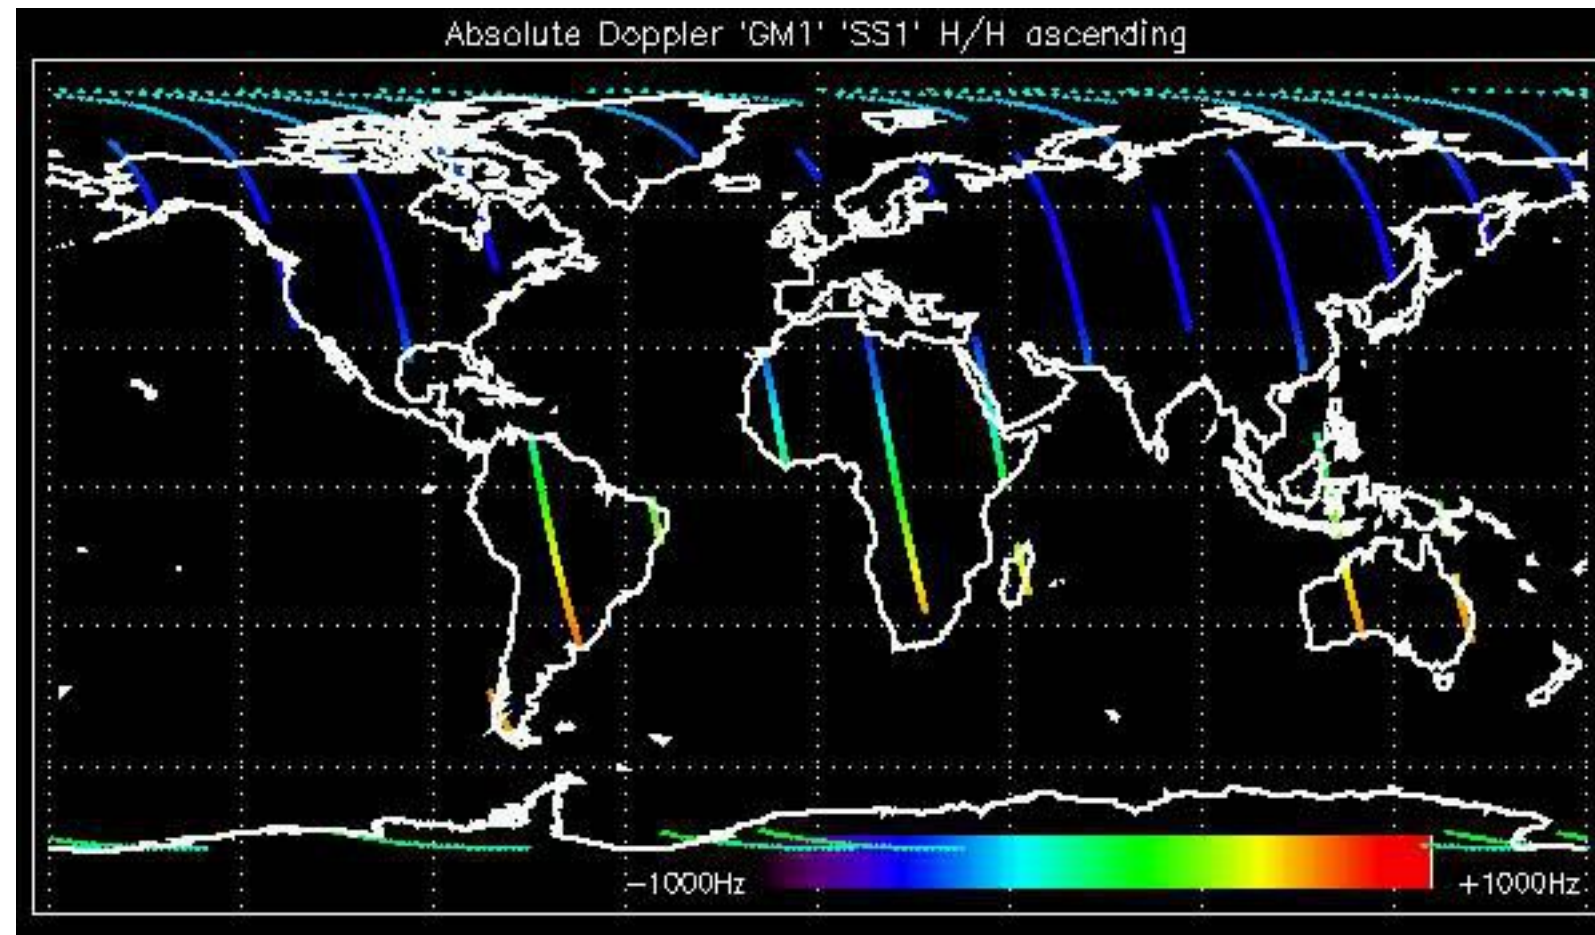 Absolute Doppler 'GM1' 'SS1' H/H ascending
-1000Hz
+1000Hz